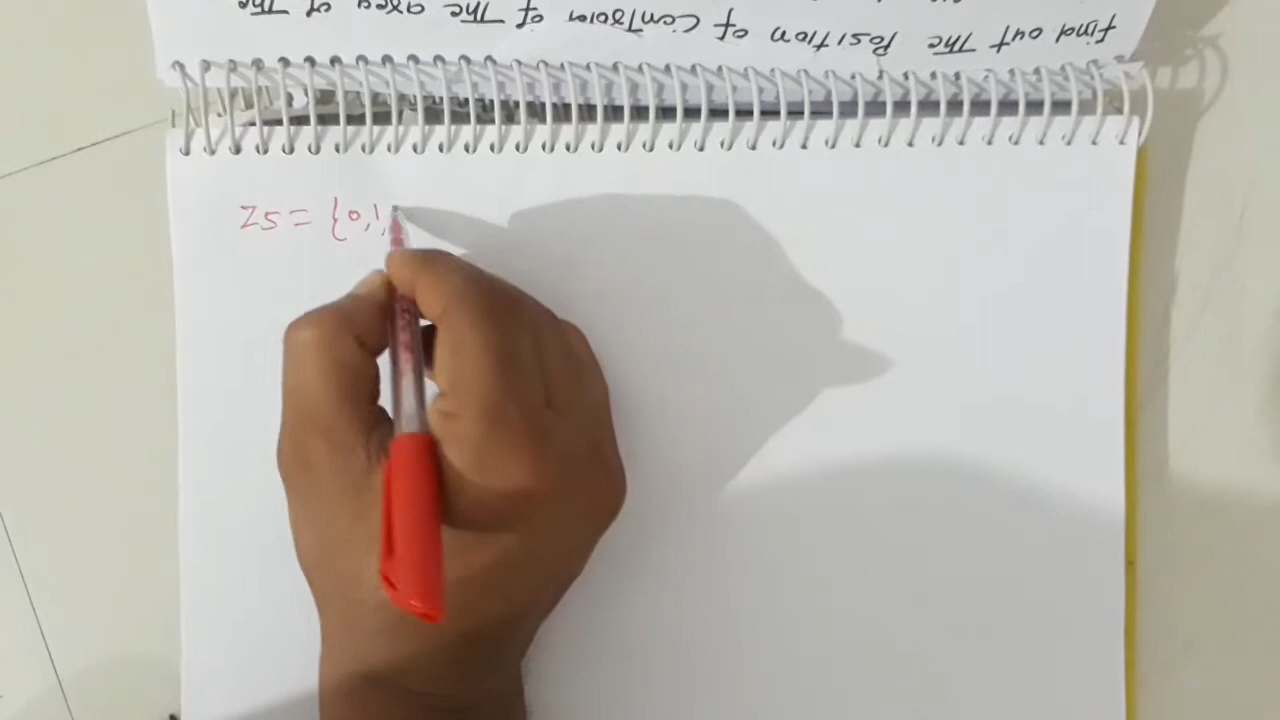 Find out The Position of Centroid of The area of The
Z5 = {0,1,